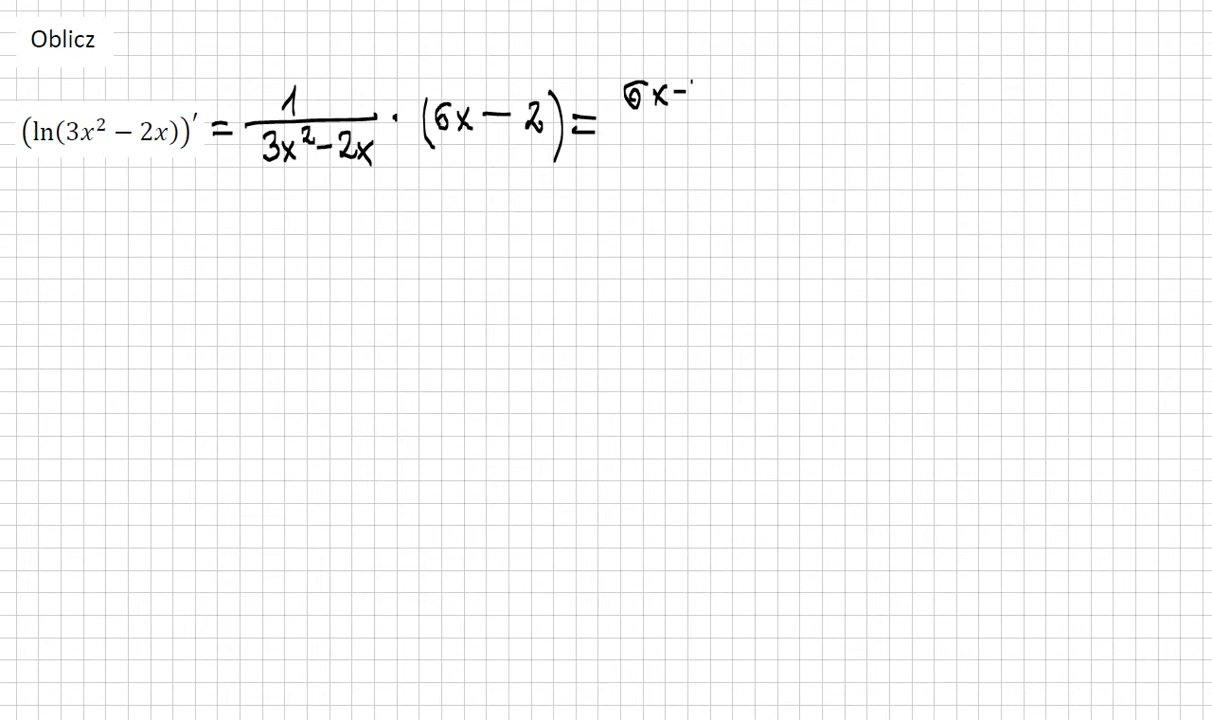 Oblicz
(ln(3x² − 2x))′ = 1/(3x² − 2x) · (6x − 2) = 6x −